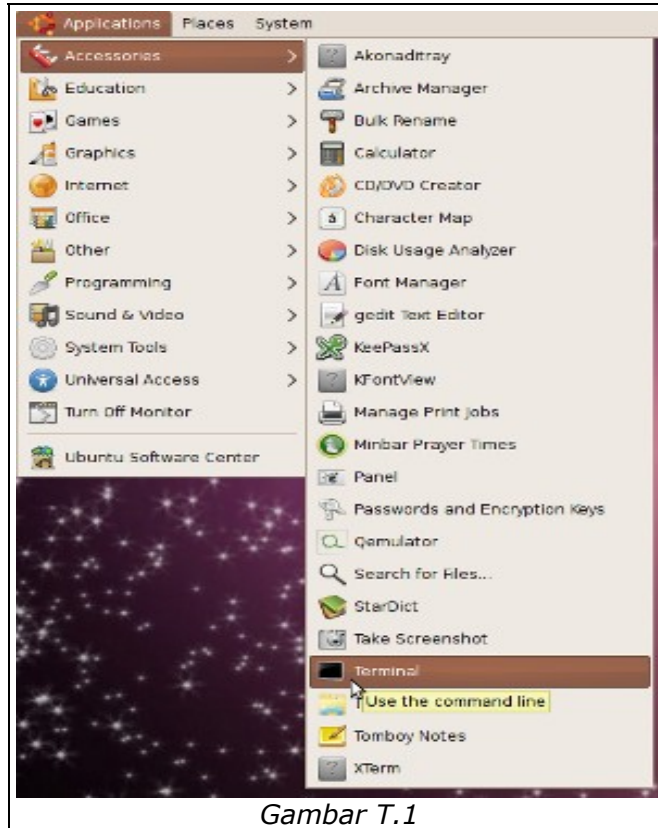 Applications Places System
Accessories
Education
Games
Graphics
Internet
Office
Other
Programming
Sound & Video
System Tools
Universal Access
Turn Off Monitor
Ubuntu Software Center
Akonaditray
Archive Manager
Bulk Rename
Calculator
CD/DVD Creator
Character Map
Disk Usage Analyzer
Font Manager
gedit Text Editor
KeePassX
KFontView
Manage Print Jobs
Minbar Prayer Times
Panel
Passwords and Encryption Keys
Qemulator
Search for Files...
StarDict
Take Screenshot
Terminal
Use the command line
Tomboy Notes
XTerm
Gambar T.1